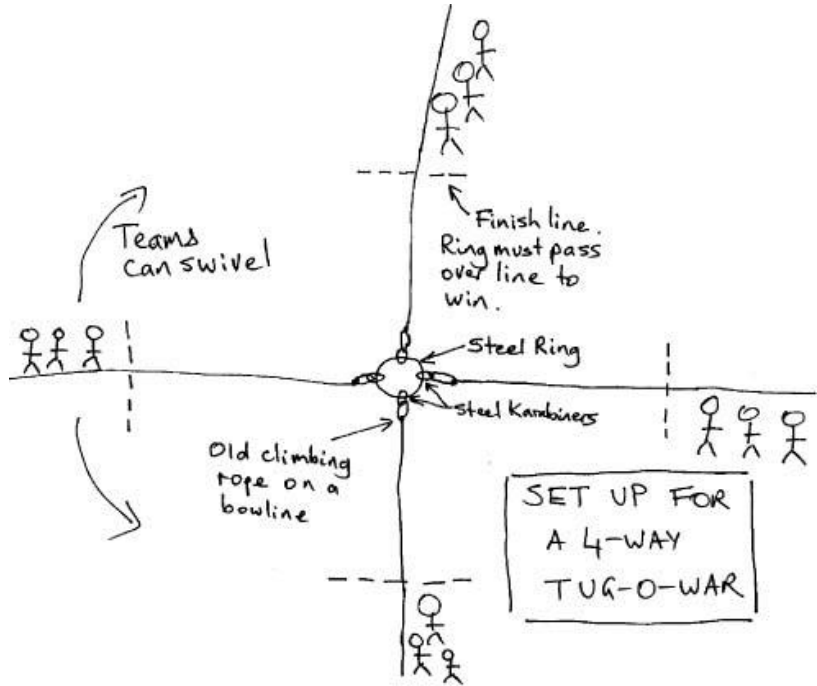 Finish line.
Ring must pass
over line to
win.
Teams
can swivel
Steel Ring
Steel Karabiners
Old climbing
rope on a
bowline
SET UP FOR
A 4-WAY
TUG-O-WAR